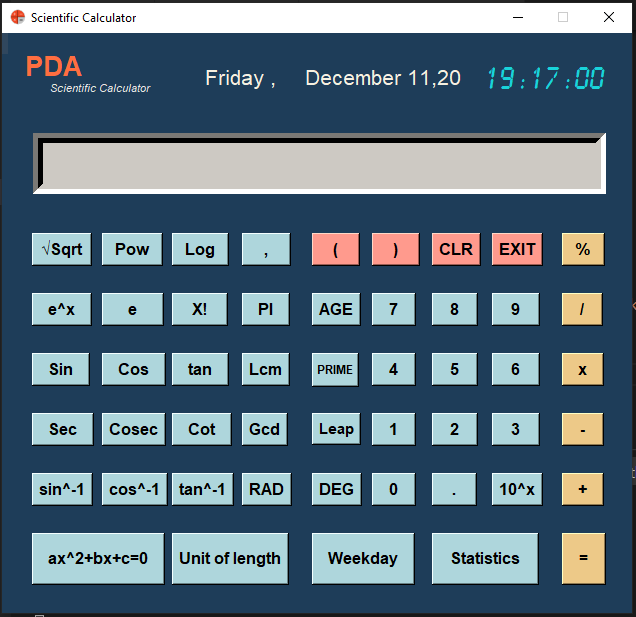 Scientific Calculator
PDA
Scientific Calculator
Friday , December 11,20 19:17:00
√Sqrt Pow Log , ( ) CLR EXIT %
e^x e X! PI AGE 7 8 9 /
Sin Cos tan Lcm PRIME 4 5 6 x
Sec Cosec Cot Gcd Leap 1 2 3 -
sin^-1 cos^-1 tan^-1 RAD DEG 0 . 10^x +
ax^2+bx+c=0 Unit of length Weekday Statistics =